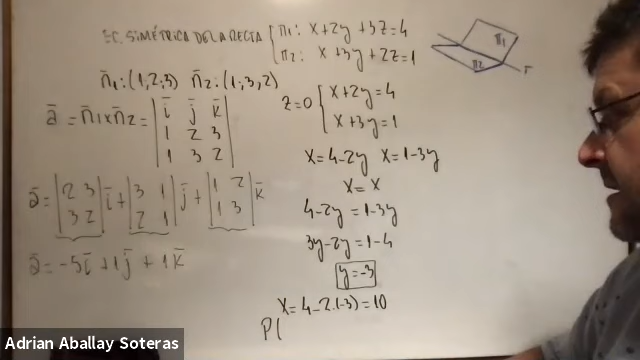 EC. SIMÉTRICA DE LA RECTA { π1: x+2y+3z=4
π2: x+3y+2z=1
π1
π2
r
n̄1:(1,2,3) n̄2:(1,3,2)
ā = n̄1xn̄2 = | ī j̄ k̄ |
| 1 2 3 |
| 1 3 2 |
ā = |2 3| ī + |3 1| j̄ + |1 2| k̄
|3 2| |2 1| |1 3|
ā = -5ī + 1j̄ + 1k̄
z=0 { x+2y=4
x+3y=1
x=4-2y x=1-3y
x = x
4-2y=1-3y
3y-2y=1-4
y=-3
x=4-2.(-3)=10
P(
Adrian Aballay Soteras